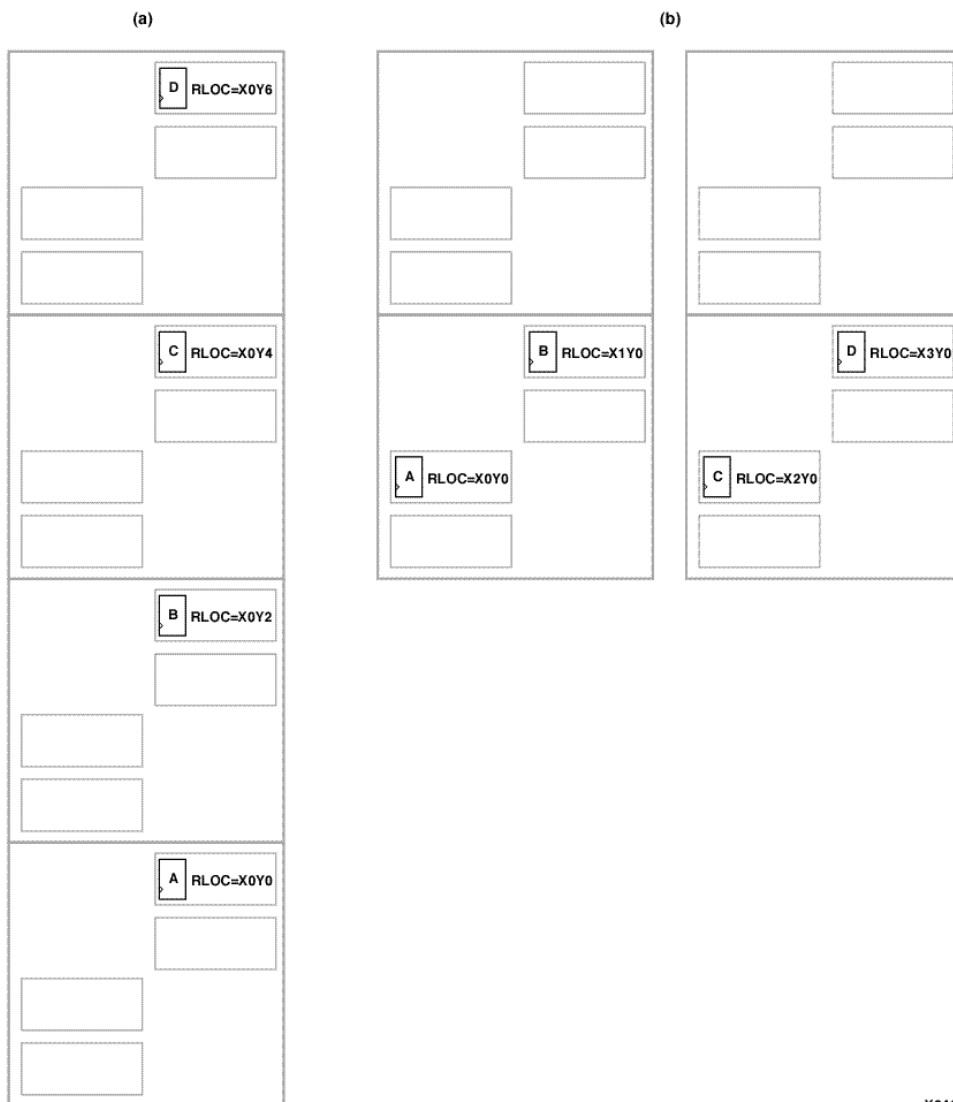 (a)
(b)
D RLOC=X0Y6
C RLOC=X0Y4
B RLOC=X0Y2
A RLOC=X0Y0
B RLOC=X1Y0
D RLOC=X3Y0
A RLOC=X0Y0
C RLOC=X2Y0